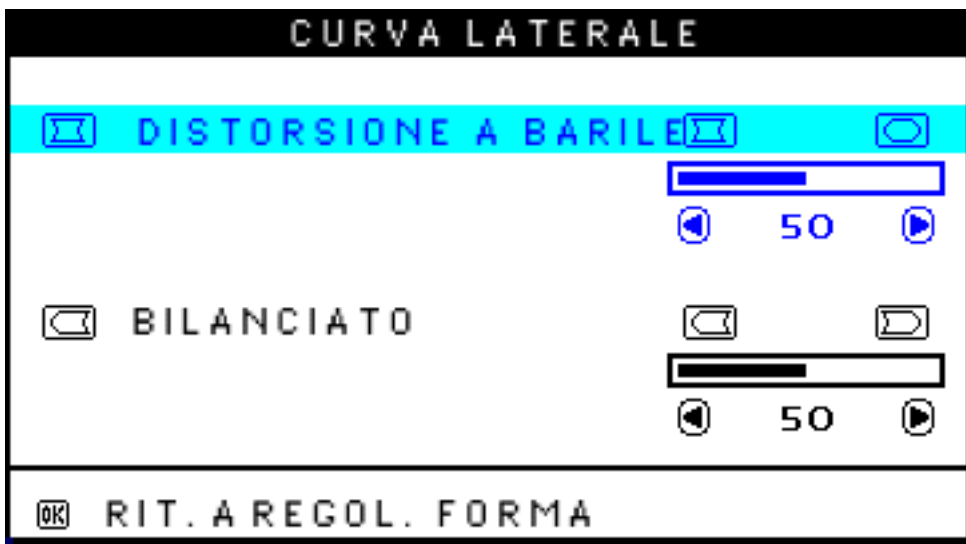 CURVA LATERALE
DISTORSIONE A BARILE
50
BILANCIATO
50
OK RIT. A REGOL. FORMA